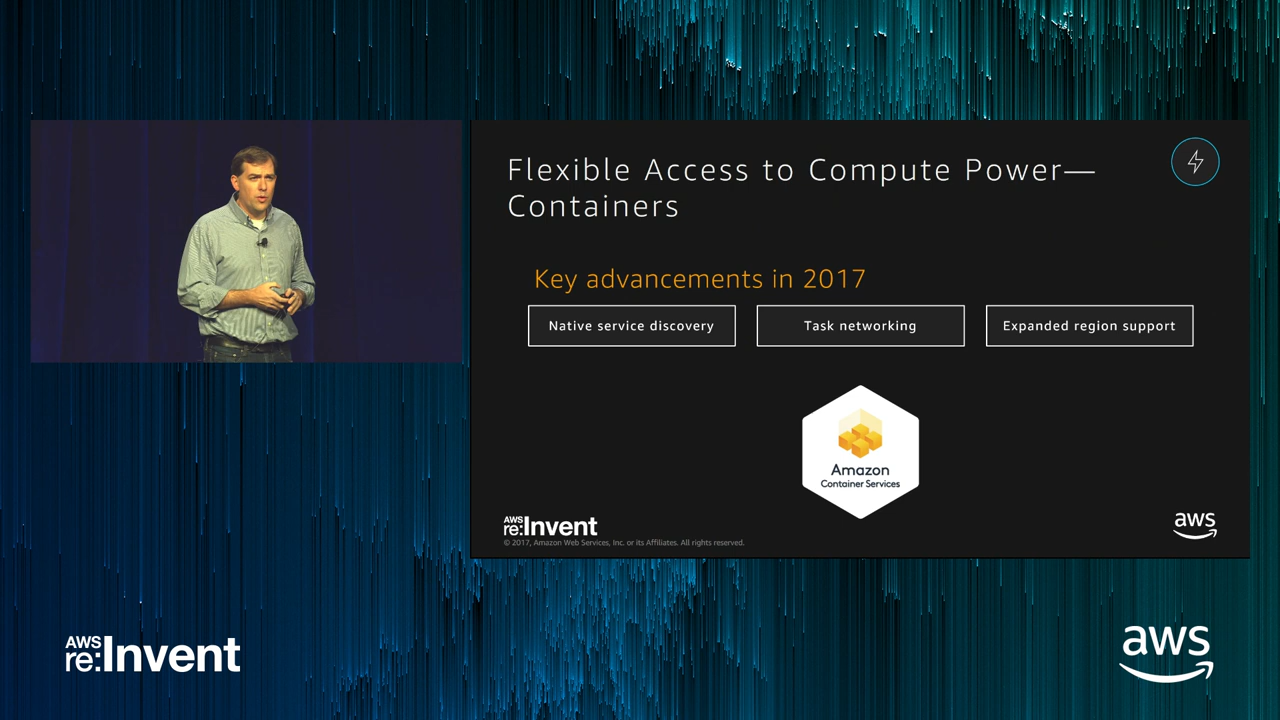 Flexible Access to Compute Power—
Containers
Key advancements in 2017
Native service discovery
Task networking
Expanded region support
Amazon
Container Services
AWS
re:Invent
© 2017, Amazon Web Services, Inc. or its Affiliates. All rights reserved.
aws
AWS
re:Invent
aws